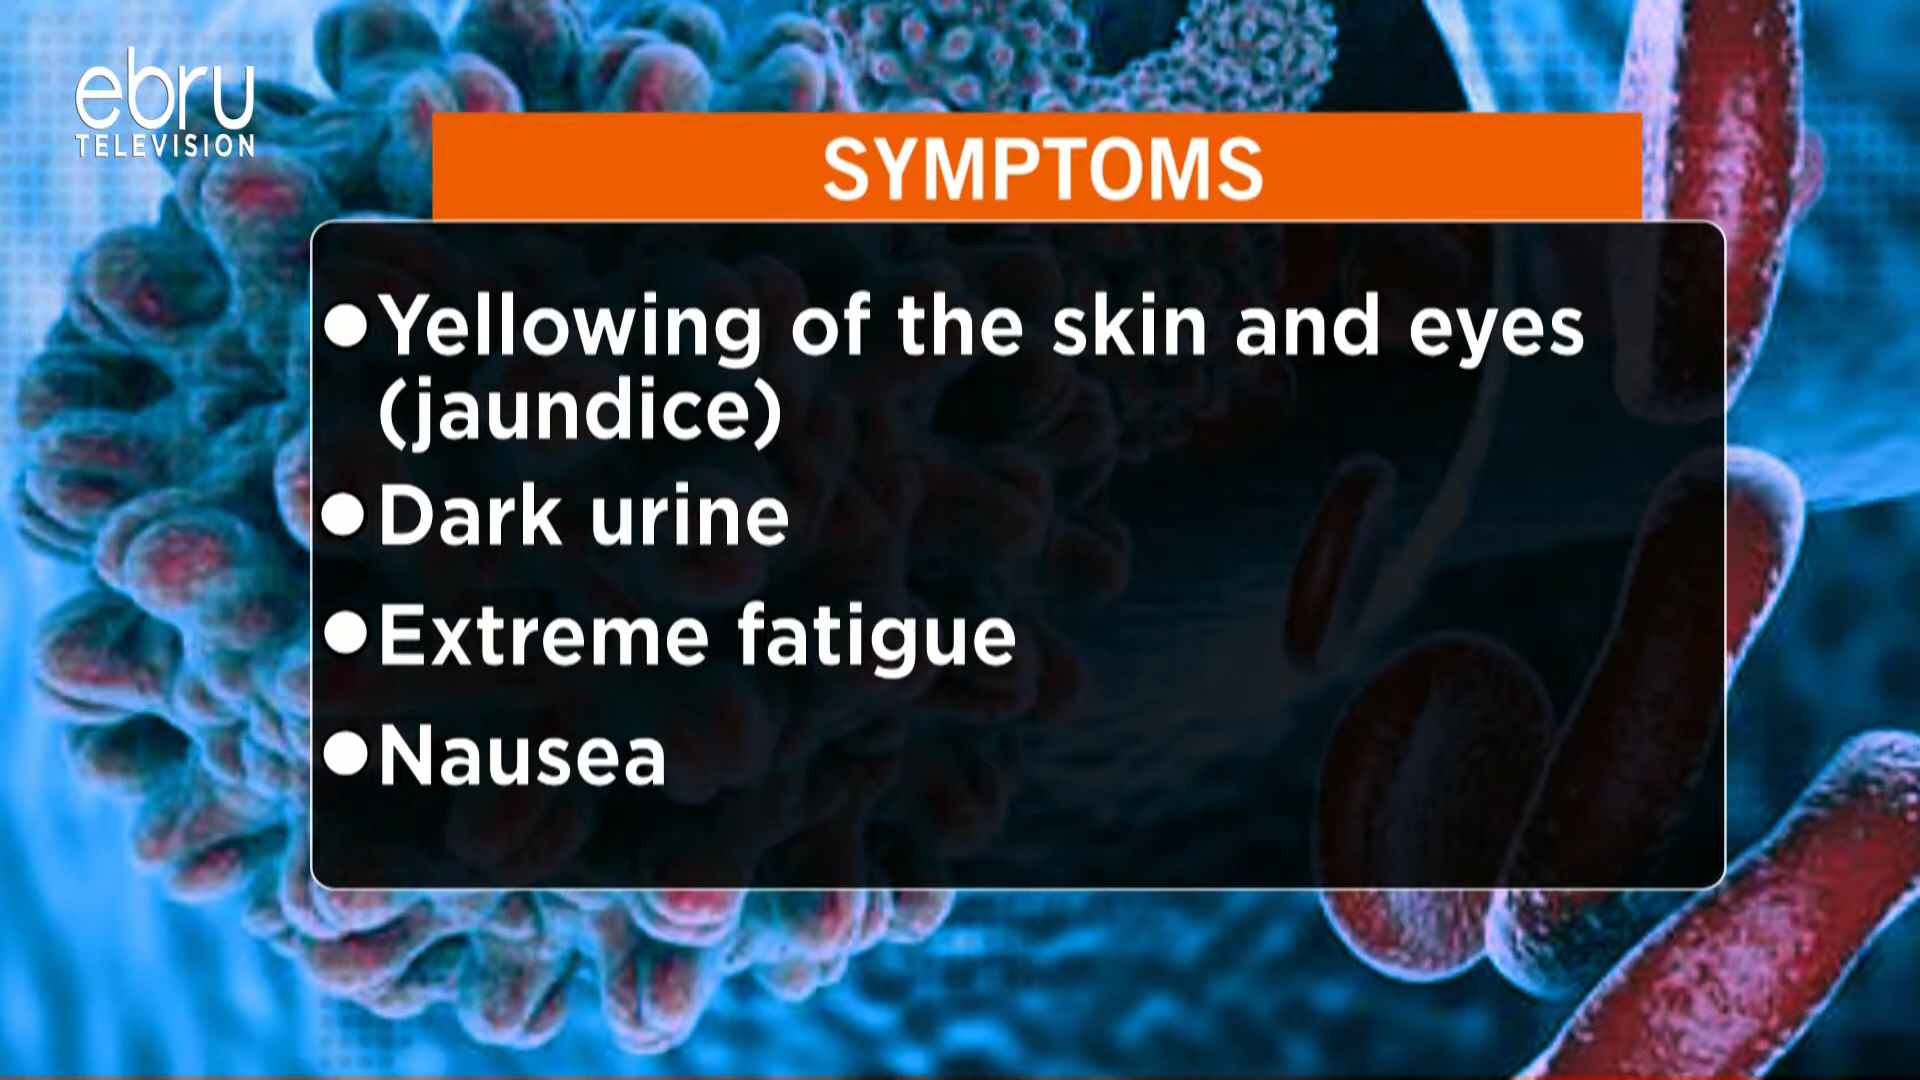 ebru
TELEVISION
SYMPTOMS
Yellowing of the skin and eyes
(jaundice)
Dark urine
Extreme fatigue
Nausea